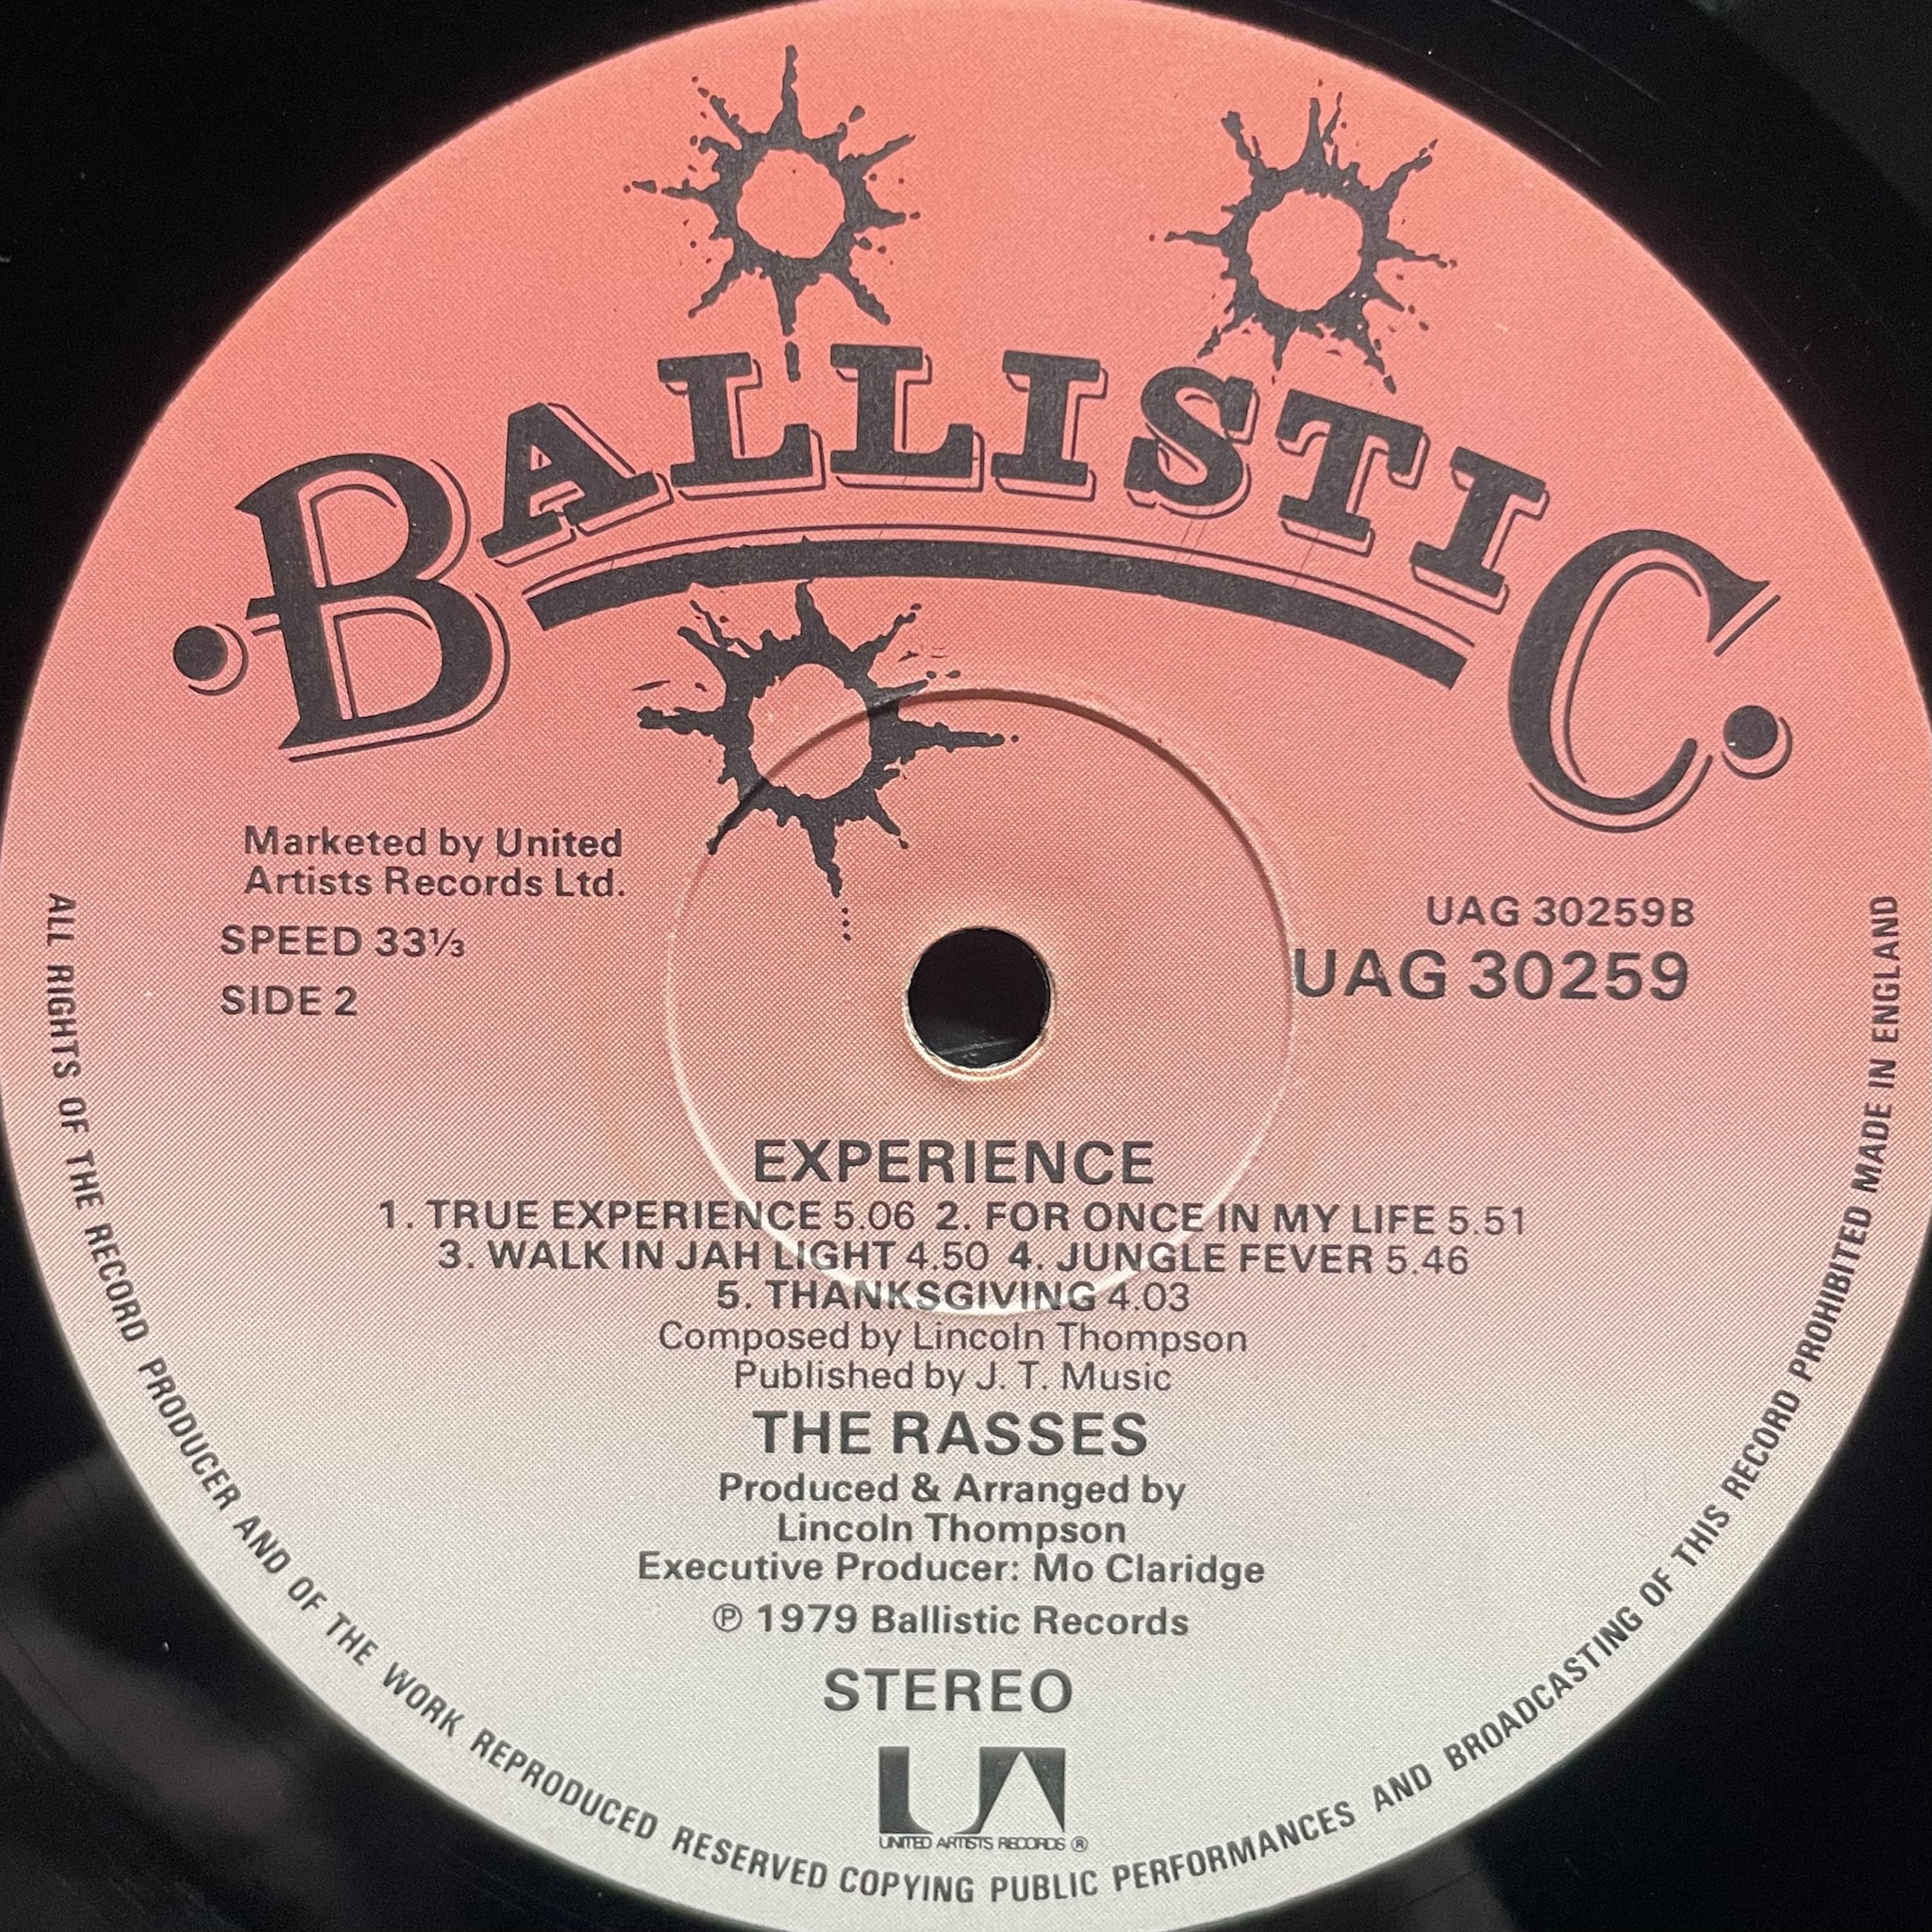 BALLISTIC
Marketed by United
Artists Records Ltd.
SPEED 33⅓
SIDE 2
UAG 30259B
UAG 30259
EXPERIENCE
1. TRUE EXPERIENCE 5.06 2. FOR ONCE IN MY LIFE 5.51
3. WALK IN JAH LIGHT 4.50 4. JUNGLE FEVER 5.46
5. THANKSGIVING 4.03
Composed by Lincoln Thompson
Published by J. T. Music
THE RASSES
Produced & Arranged by
Lincoln Thompson
Executive Producer: Mo Claridge
℗ 1979 Ballistic Records
STEREO
UA
UNITED ARTISTS RECORDS ®
ALL RIGHTS OF THE RECORD PRODUCER AND OF THE WORK REPRODUCED RESERVED COPYING PUBLIC PERFORMANCES AND BROADCASTING OF THIS RECORD PROHIBITED MADE IN ENGLAND